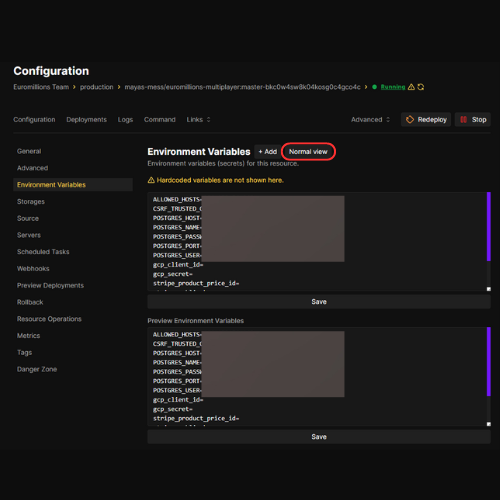 Configuration
Euromillions Team > production > mayas-mess/euromillions-multiplayer:master-bkc0w4sw8k04kosg0c4gco4c > Running
Configuration Deployments Logs Command Links Advanced Redeploy Stop
General
Advanced
Environment Variables
Storages
Source
Servers
Scheduled Tasks
Webhooks
Preview Deployments
Rollback
Resource Operations
Metrics
Tags
Danger Zone
Environment Variables + Add Normal view
Environment variables (secrets) for this resource.
Hardcoded variables are not shown here.
ALLOWED_HOSTS=
CSRF_TRUSTED_
POSTGRES_HOST=
POSTGRES_NAME=
POSTGRES_PASS
POSTGRES_PORT=
POSTGRES_USER=
gcp_client_id=
gcp_secret=
stripe_product_price_id=
Save
Preview Environment Variables
ALLOWED_HOSTS=
CSRF_TRUSTED_
POSTGRES_HOST=
POSTGRES_NAME=
POSTGRES_PASS
POSTGRES_PORT=
POSTGRES_USER=
gcp_client_id=
gcp_secret=
stripe_product_price_id=
Save